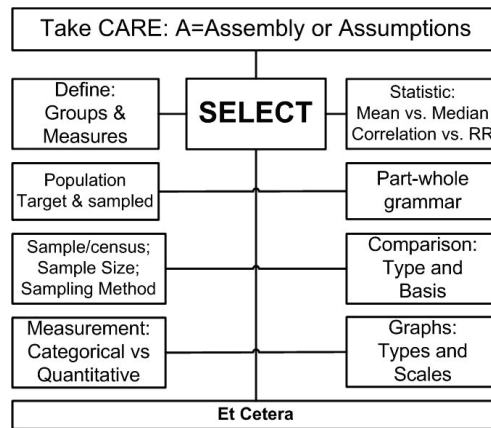 Take CARE: A=Assembly or Assumptions
Define:
Groups &
Measures
SELECT
Statistic:
Mean vs. Median
Correlation vs. RR
Population
Target & sampled
Part-whole
grammar
Sample/census;
Sample Size;
Sampling Method
Comparison:
Type and
Basis
Measurement:
Categorical vs
Quantitative
Graphs:
Types and
Scales
Et Cetera